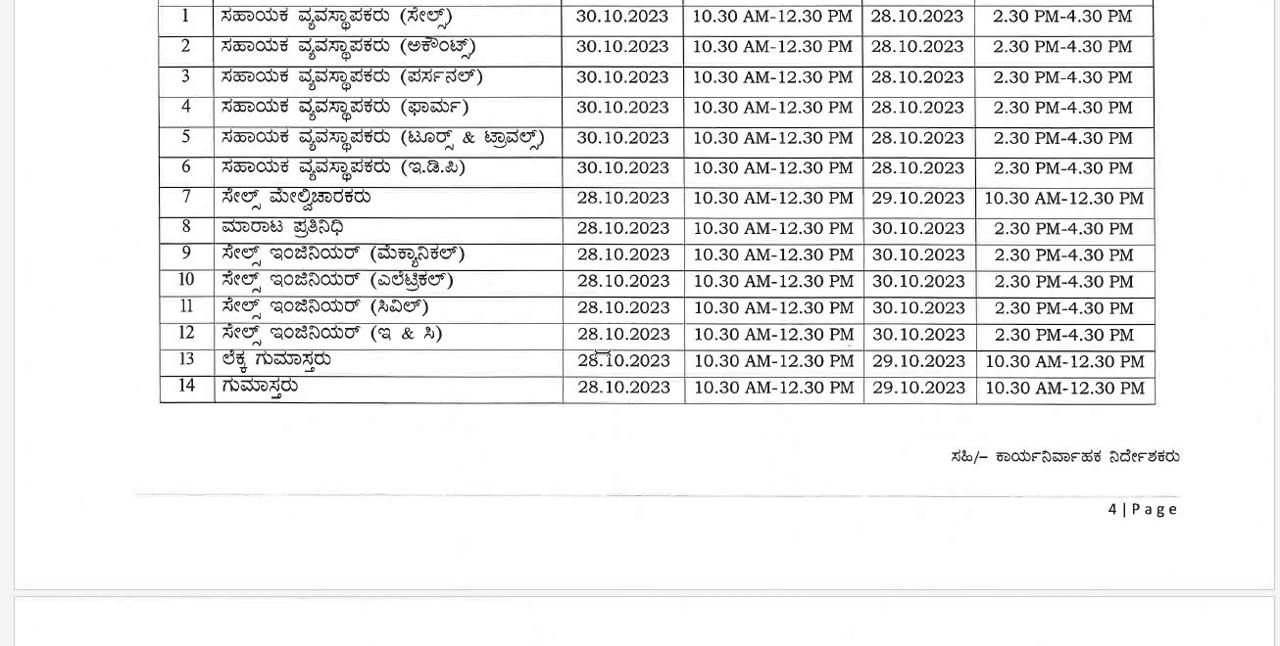 1 ಸಹಾಯಕ ವ್ಯವಸ್ಥಾಪಕರು (ಸೇಲ್ಸ್) 30.10.2023 10.30 AM-12.30 PM 28.10.2023 2.30 PM-4.30 PM
2 ಸಹಾಯಕ ವ್ಯವಸ್ಥಾಪಕರು (ಅಕೌಂಟ್ಸ್) 30.10.2023 10.30 AM-12.30 PM 28.10.2023 2.30 PM-4.30 PM
3 ಸಹಾಯಕ ವ್ಯವಸ್ಥಾಪಕರು (ಪರ್ಸನಲ್) 30.10.2023 10.30 AM-12.30 PM 28.10.2023 2.30 PM-4.30 PM
4 ಸಹಾಯಕ ವ್ಯವಸ್ಥಾಪಕರು (ಫಾರ್ಮ) 30.10.2023 10.30 AM-12.30 PM 28.10.2023 2.30 PM-4.30 PM
5 ಸಹಾಯಕ ವ್ಯವಸ್ಥಾಪಕರು (ಟೂರ್ಸ್ & ಟ್ರಾವಲ್ಸ್) 30.10.2023 10.30 AM-12.30 PM 28.10.2023 2.30 PM-4.30 PM
6 ಸಹಾಯಕ ವ್ಯವಸ್ಥಾಪಕರು (ಇ.ಡಿ.ಪಿ) 30.10.2023 10.30 AM-12.30 PM 28.10.2023 2.30 PM-4.30 PM
7 ಸೇಲ್ಸ್ ಮೇಲ್ವಿಚಾರಕರು 28.10.2023 10.30 AM-12.30 PM 29.10.2023 10.30 AM-12.30 PM
8 ಮಾರಾಟ ಪ್ರತಿನಿಧಿ 28.10.2023 10.30 AM-12.30 PM 30.10.2023 2.30 PM-4.30 PM
9 ಸೇಲ್ಸ್ ಇಂಜಿನಿಯರ್ (ಮೆಕ್ಯಾನಿಕಲ್) 28.10.2023 10.30 AM-12.30 PM 30.10.2023 2.30 PM-4.30 PM
10 ಸೇಲ್ಸ್ ಇಂಜಿನಿಯರ್ (ಎಲೆಟ್ರಿಕಲ್) 28.10.2023 10.30 AM-12.30 PM 30.10.2023 2.30 PM-4.30 PM
11 ಸೇಲ್ಸ್ ಇಂಜಿನಿಯರ್ (ಸಿವಿಲ್) 28.10.2023 10.30 AM-12.30 PM 30.10.2023 2.30 PM-4.30 PM
12 ಸೇಲ್ಸ್ ಇಂಜಿನಿಯರ್ (ಇ & ಸಿ) 28.10.2023 10.30 AM-12.30 PM 30.10.2023 2.30 PM-4.30 PM
13 ಲೆಕ್ಕ ಗುಮಾಸ್ತರು 28.10.2023 10.30 AM-12.30 PM 29.10.2023 10.30 AM-12.30 PM
14 ಗುಮಾಸ್ತರು 28.10.2023 10.30 AM-12.30 PM 29.10.2023 10.30 AM-12.30 PM
ಸಹಿ/– ಕಾರ್ಯನಿರ್ವಾಹಕ ನಿರ್ದೇಶಕರು
4 | Page